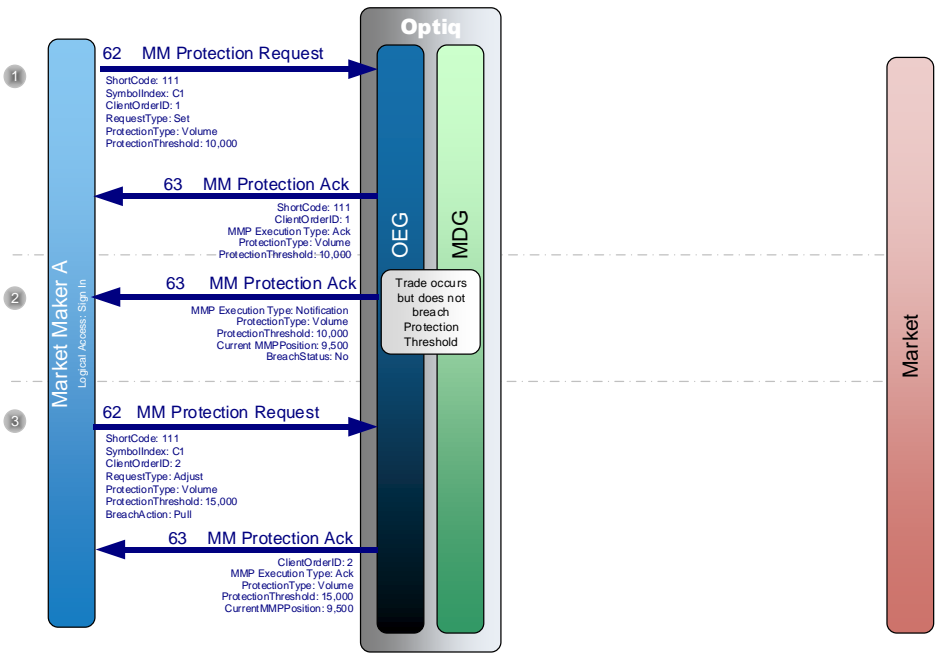 Optiq
Market Maker A
Logical Access: Sign In
OEG
MDG
Market
1
62 MM Protection Request
ShortCode: 111
SymbolIndex: C1
ClientOrderID: 1
RequestType: Set
ProtectionType: Volume
ProtectionThreshold: 10,000
63 MM Protection Ack
ShortCode: 111
ClientOrderID: 1
MMP Execution Type: Ack
ProtectionType: Volume
ProtectionThreshold: 10,000
2
63 MM Protection Ack
MMP Execution Type: Notification
ProtectionType: Volume
ProtectionThreshold: 10,000
Current MMPPosition: 9,500
BreachStatus: No
Trade occurs
but does not
breach
Protection
Threshold
3
62 MM Protection Request
ShortCode: 111
SymbolIndex: C1
ClientOrderID: 2
RequestType: Adjust
ProtectionType: Volume
ProtectionThreshold: 15,000
BreachAction: Pull
63 MM Protection Ack
ClientOrderID: 2
MMP Execution Type: Ack
ProtectionType: Volume
ProtectionThreshold: 15,000
CurrentMMPPosition: 9,500